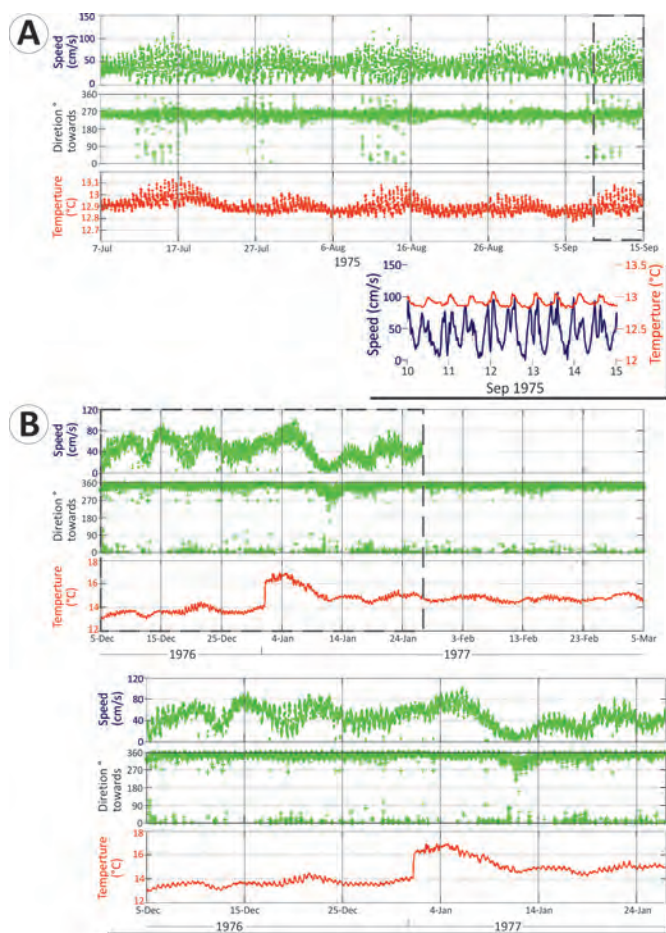 A
Speed
(cm/s)
150
100
50
0
Diretion °
towards
360
270
180
90
0
Temperture
(°C)
13,1
13
12.9
12.8
12.7
7-Jul 17-Jul 27-Jul 6-Aug 16-Aug 26-Aug 5-Sep 15-Sep
1975
Speed (cm/s)
150
100
50
0
13.5
13
12.5
12
Temperture (°C)
10 11 12 13 14 15
Sep 1975
B
Speed
(cm/s)
120
80
40
0
Diretion °
towards
360
270
180
90
0
Temperture
(°C)
18
16
14
12
5-Dec 15-Dec 25-Dec 4-Jan 14-Jan 24-Jan 3-Feb 13-Feb 23-Feb 5-Mar
1976 1977
Speed
(cm/s)
120
80
40
0
Diretion °
towards
360
270
180
90
0
Temperture
(°C)
18
16
14
12
5-Dec 15-Dec 25-Dec 4-Jan 14-Jan 24-Jan
1976 1977